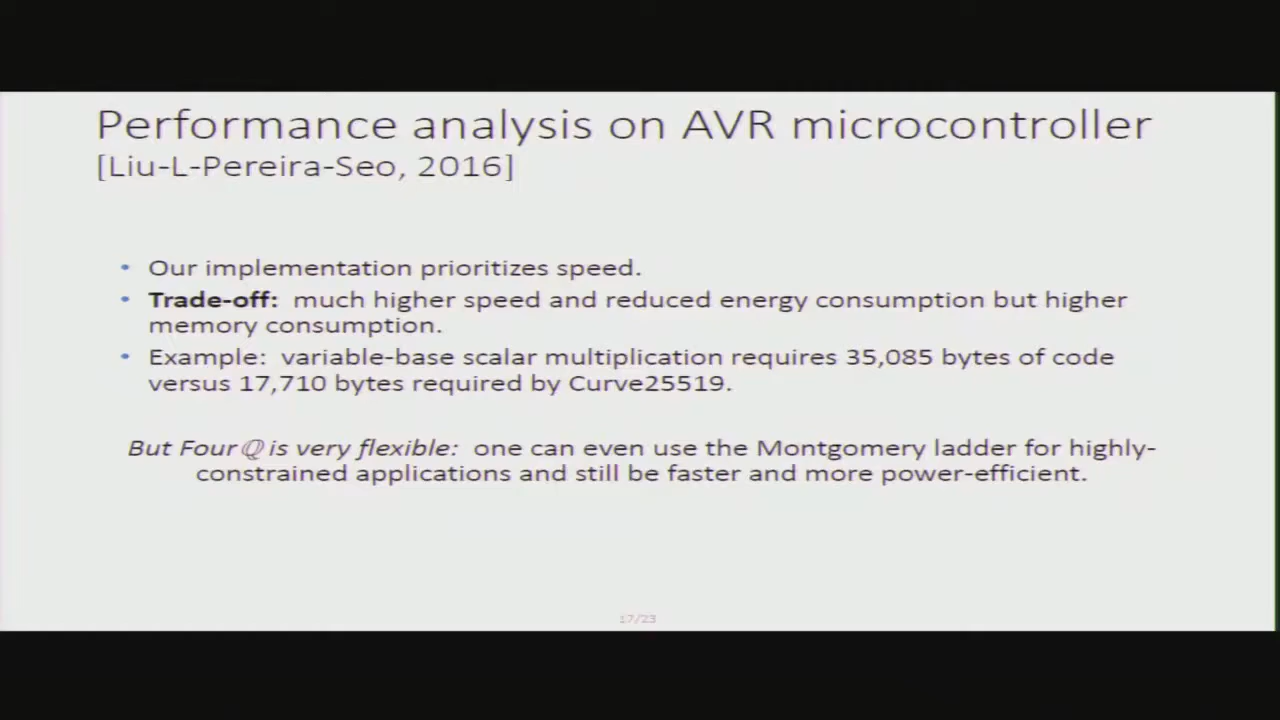 Performance analysis on AVR microcontroller
[Liu-L-Pereira-Seo, 2016]
• Our implementation prioritizes speed.
• Trade-off: much higher speed and reduced energy consumption but higher
memory consumption.
• Example: variable-base scalar multiplication requires 35,085 bytes of code
versus 17,710 bytes required by Curve25519.
But Fourℚ is very flexible: one can even use the Montgomery ladder for highly-
constrained applications and still be faster and more power-efficient.
17/23